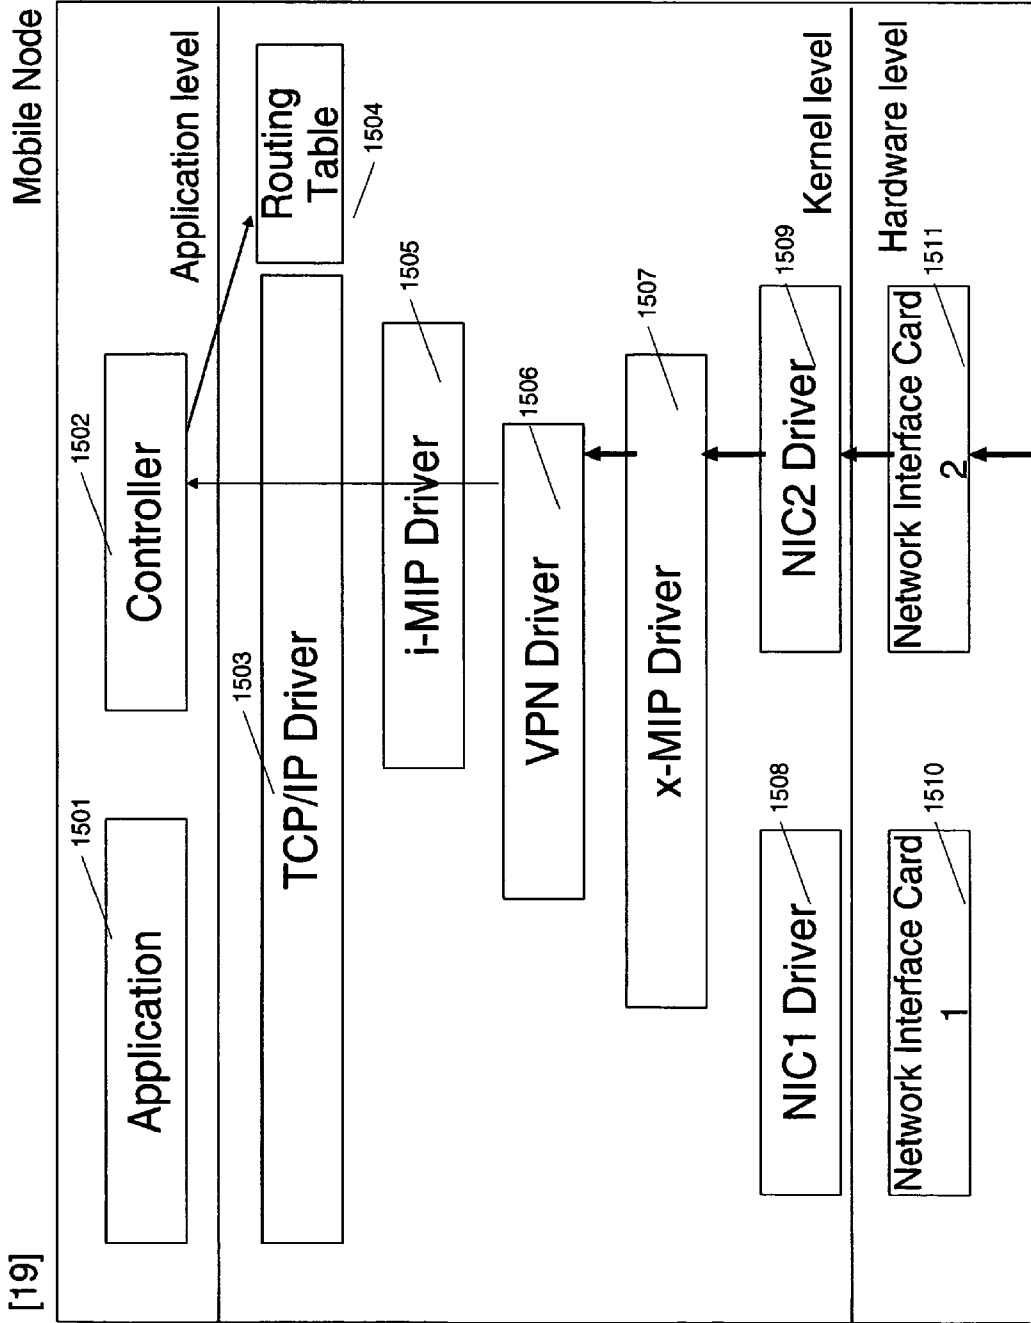 [19]
Mobile Node
Application level
1501
Application
1502
Controller
1503
TCP/IP Driver
Routing
Table
1504
i-MIP Driver
1505
VPN Driver
1506
x-MIP Driver
1507
NIC1 Driver
1508
NIC2 Driver
1509
Kernel level
Hardware level
Network Interface Card
1
1510
Network Interface Card
2
1511